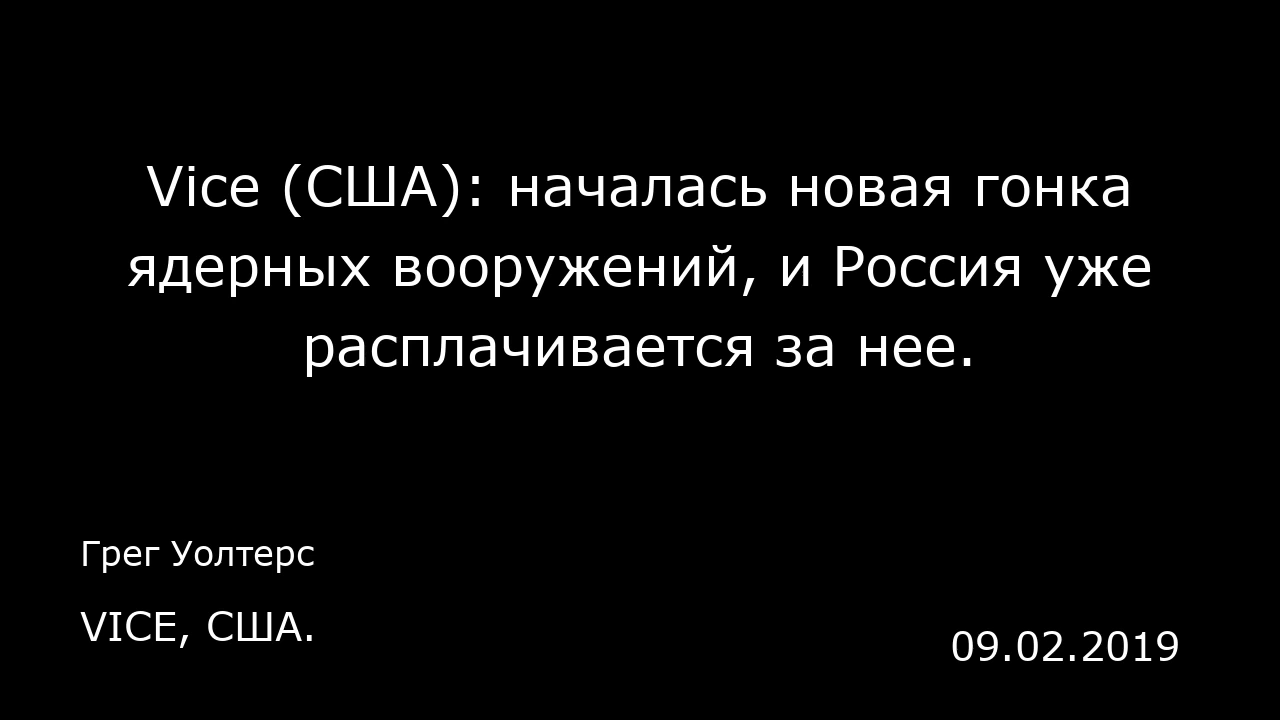 Vice (США): началась новая гонка
ядерных вооружений, и Россия уже
расплачивается за нее.
Грег Уолтерс
VICE, США.
09.02.2019